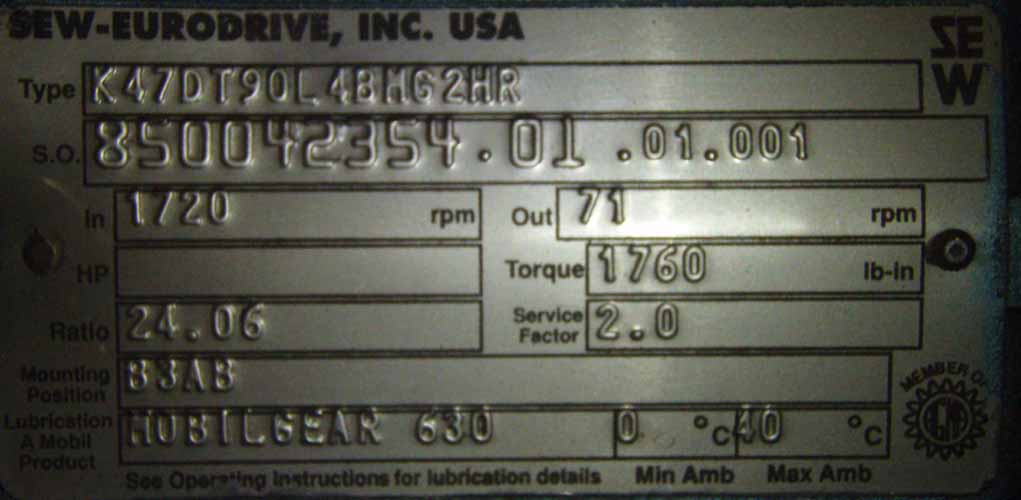 SEW-EURODRIVE, INC. USA
SE
W
Type K47DT90L4BMG2HR
S.O. 850042354.01.01.001
In 1720 rpm Out 71 rpm
HP Torque 1760 lb-in
Ratio 24.06 Service Factor 2.0
Mounting Position B3AB
Lubrication A Mobil Product MOBILGEAR 630 0 °C 40 °C
See Operating Instructions for lubrication details Min Amb Max Amb
MEMBER OF